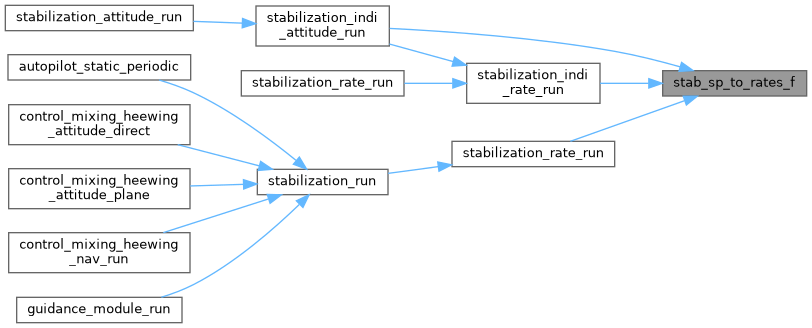 stabilization_attitude_run
stabilization_indi
_attitude_run
autopilot_static_periodic
stabilization_rate_run
stabilization_indi
_rate_run
stab_sp_to_rates_f
control_mixing_heewing
_attitude_direct
stabilization_rate_run
control_mixing_heewing
_attitude_plane
stabilization_run
control_mixing_heewing
_nav_run
guidance_module_run